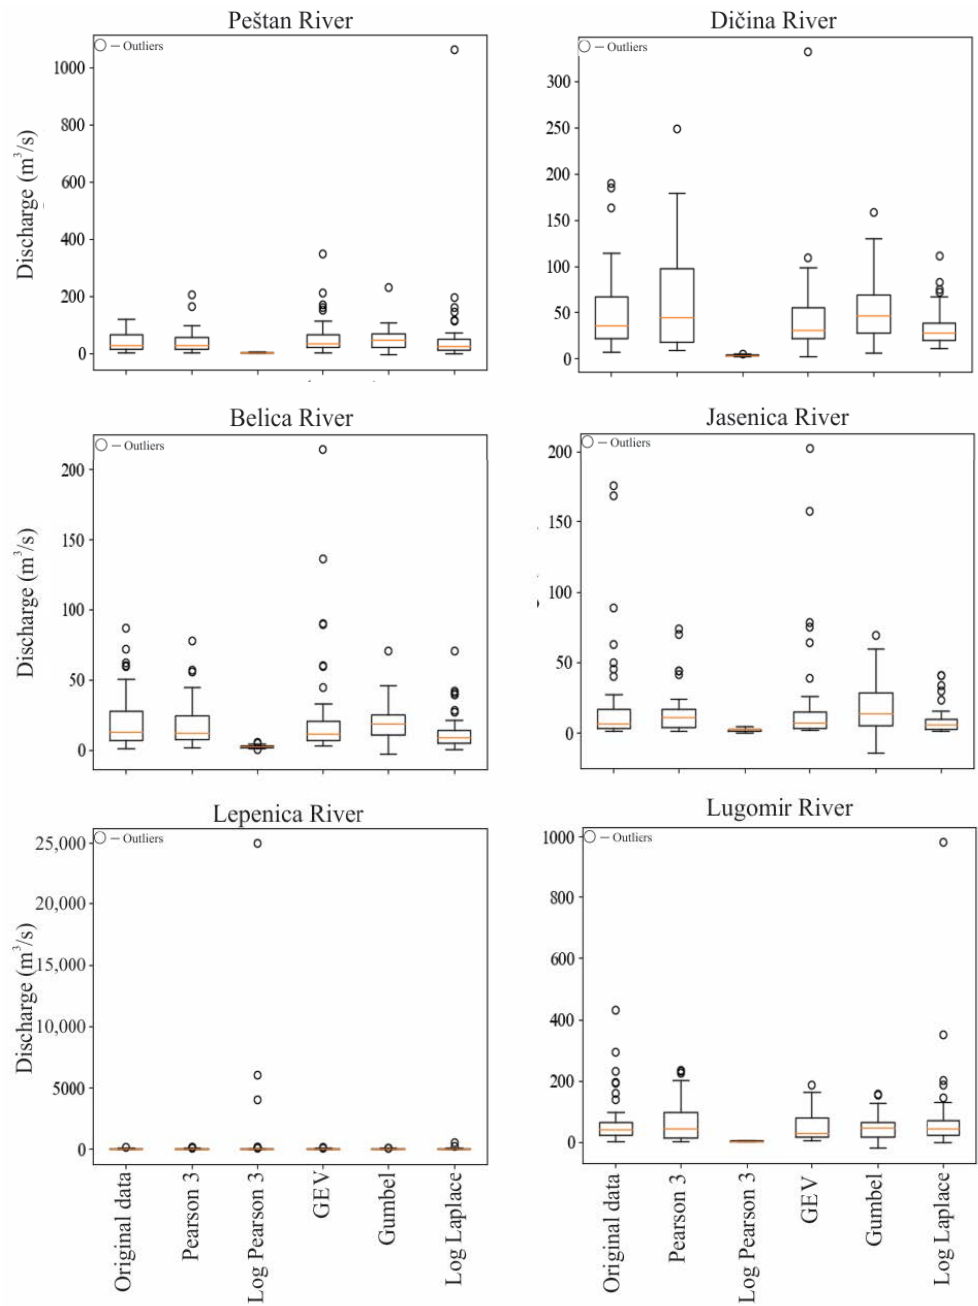 Peštan River
○ – Outliers
1000
800
600
400
200
0
Discharge (m³/s)
Dičina River
○ – Outliers
300
250
200
150
100
50
0
Belica River
○ – Outliers
200
150
100
50
0
Discharge (m³/s)
Jasenica River
○ – Outliers
200
150
100
50
0
Lepenica River
○ – Outliers
25,000
20,000
15,000
10,000
5000
0
Discharge (m³/s)
Original data
Pearson 3
Log Pearson 3
GEV
Gumbel
Log Laplace
Lugomir River
○ – Outliers
1000
800
600
400
200
0
Original data
Pearson 3
Log Pearson 3
GEV
Gumbel
Log Laplace